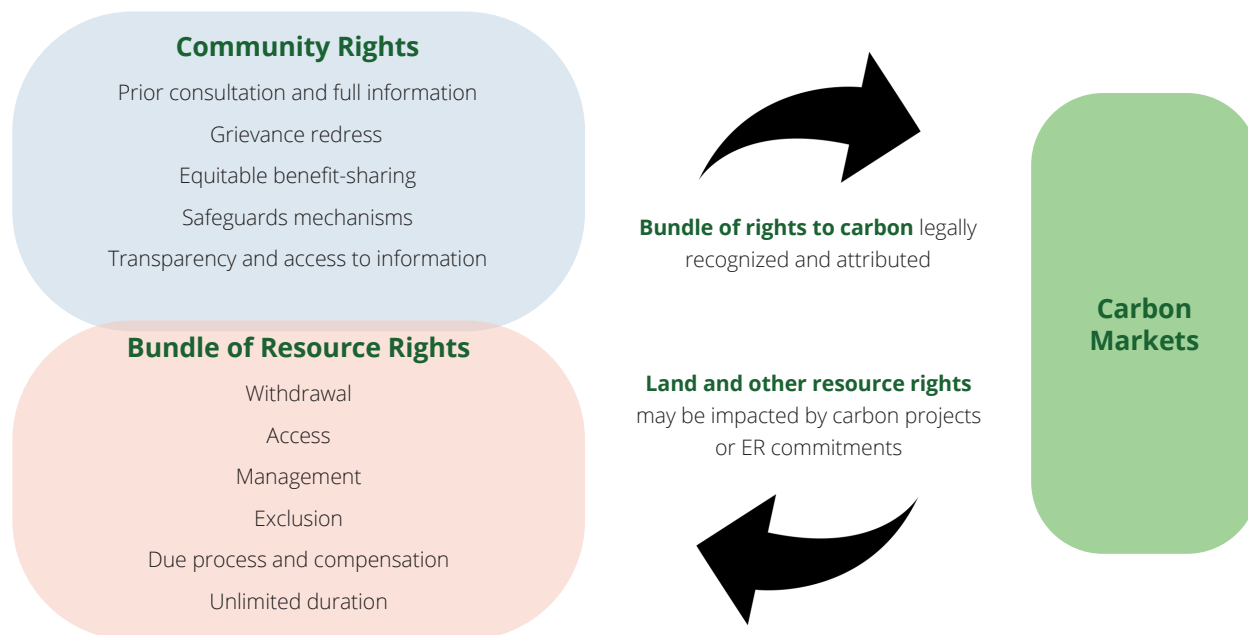 Community Rights
Prior consultation and full information
Grievance redress
Equitable benefit-sharing
Safeguards mechanisms
Transparency and access to information
Bundle of Resource Rights
Withdrawal
Access
Management
Exclusion
Due process and compensation
Unlimited duration
Bundle of rights to carbon legally
recognized and attributed
Land and other resource rights
may be impacted by carbon projects
or ER commitments
Carbon
Markets